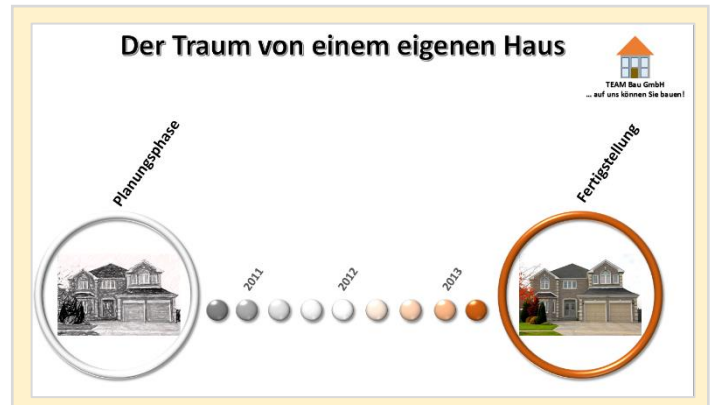 Der Traum von einem eigenen Haus
TEAM Bau GmbH
... auf uns können Sie bauen!
Planungsphase
2011
2012
2013
Fertigstellung